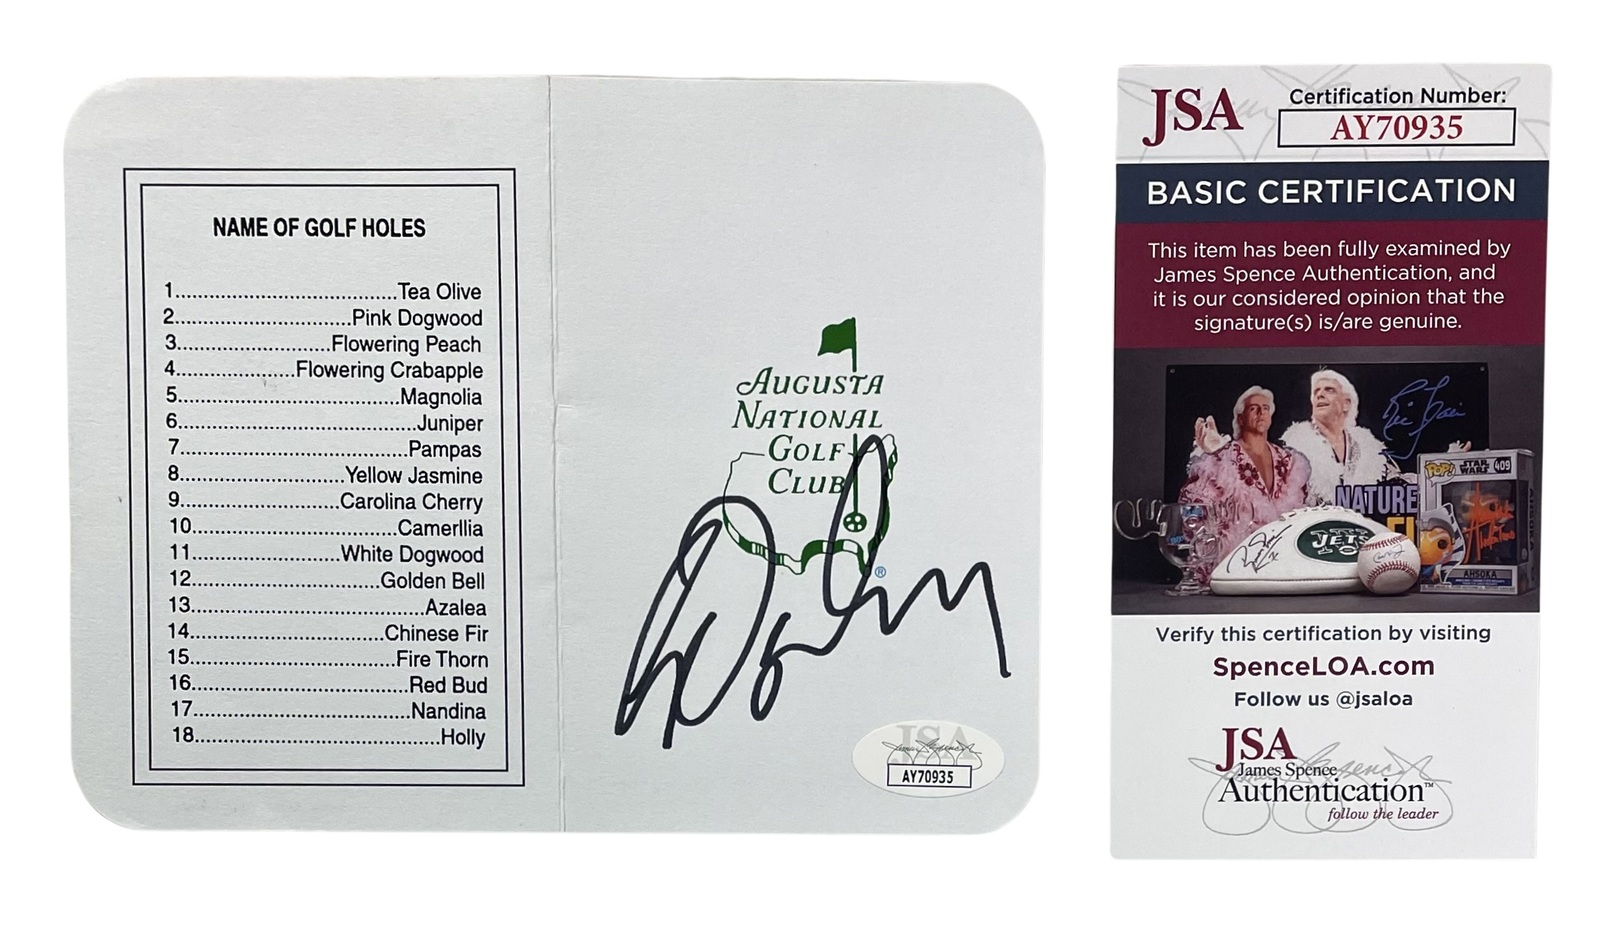 NAME OF GOLF HOLES
1..................................Tea Olive
2...........................Pink Dogwood
3.......................Flowering Peach
4..................Flowering Crabapple
5..................................Magnolia
6....................................Juniper
7...................................Pampas
8.........................Yellow Jasmine
9.........................Carolina Cherry
10...............................Camerllia
11......................White Dogwood
12............................Golden Bell
13...................................Azalea
14.............................Chinese Fir
15...............................Fire Thorn
16.................................Red Bud
17.................................Nandina
18.....................................Holly
AUGUSTA
NATIONAL
GOLF
CLUB
®
JSA
AY70935
JSA
Certification Number:
AY70935
BASIC CERTIFICATION
This item has been fully examined by
James Spence Authentication, and
it is our considered opinion that the
signature(s) is/are genuine.
NATURE
JETS
POP!
STAR WARS
409
AHSOKA
Verify this certification by visiting
SpenceLOA.com
Follow us @jsaloa
JSA
James Spence
Authentication™
follow the leader